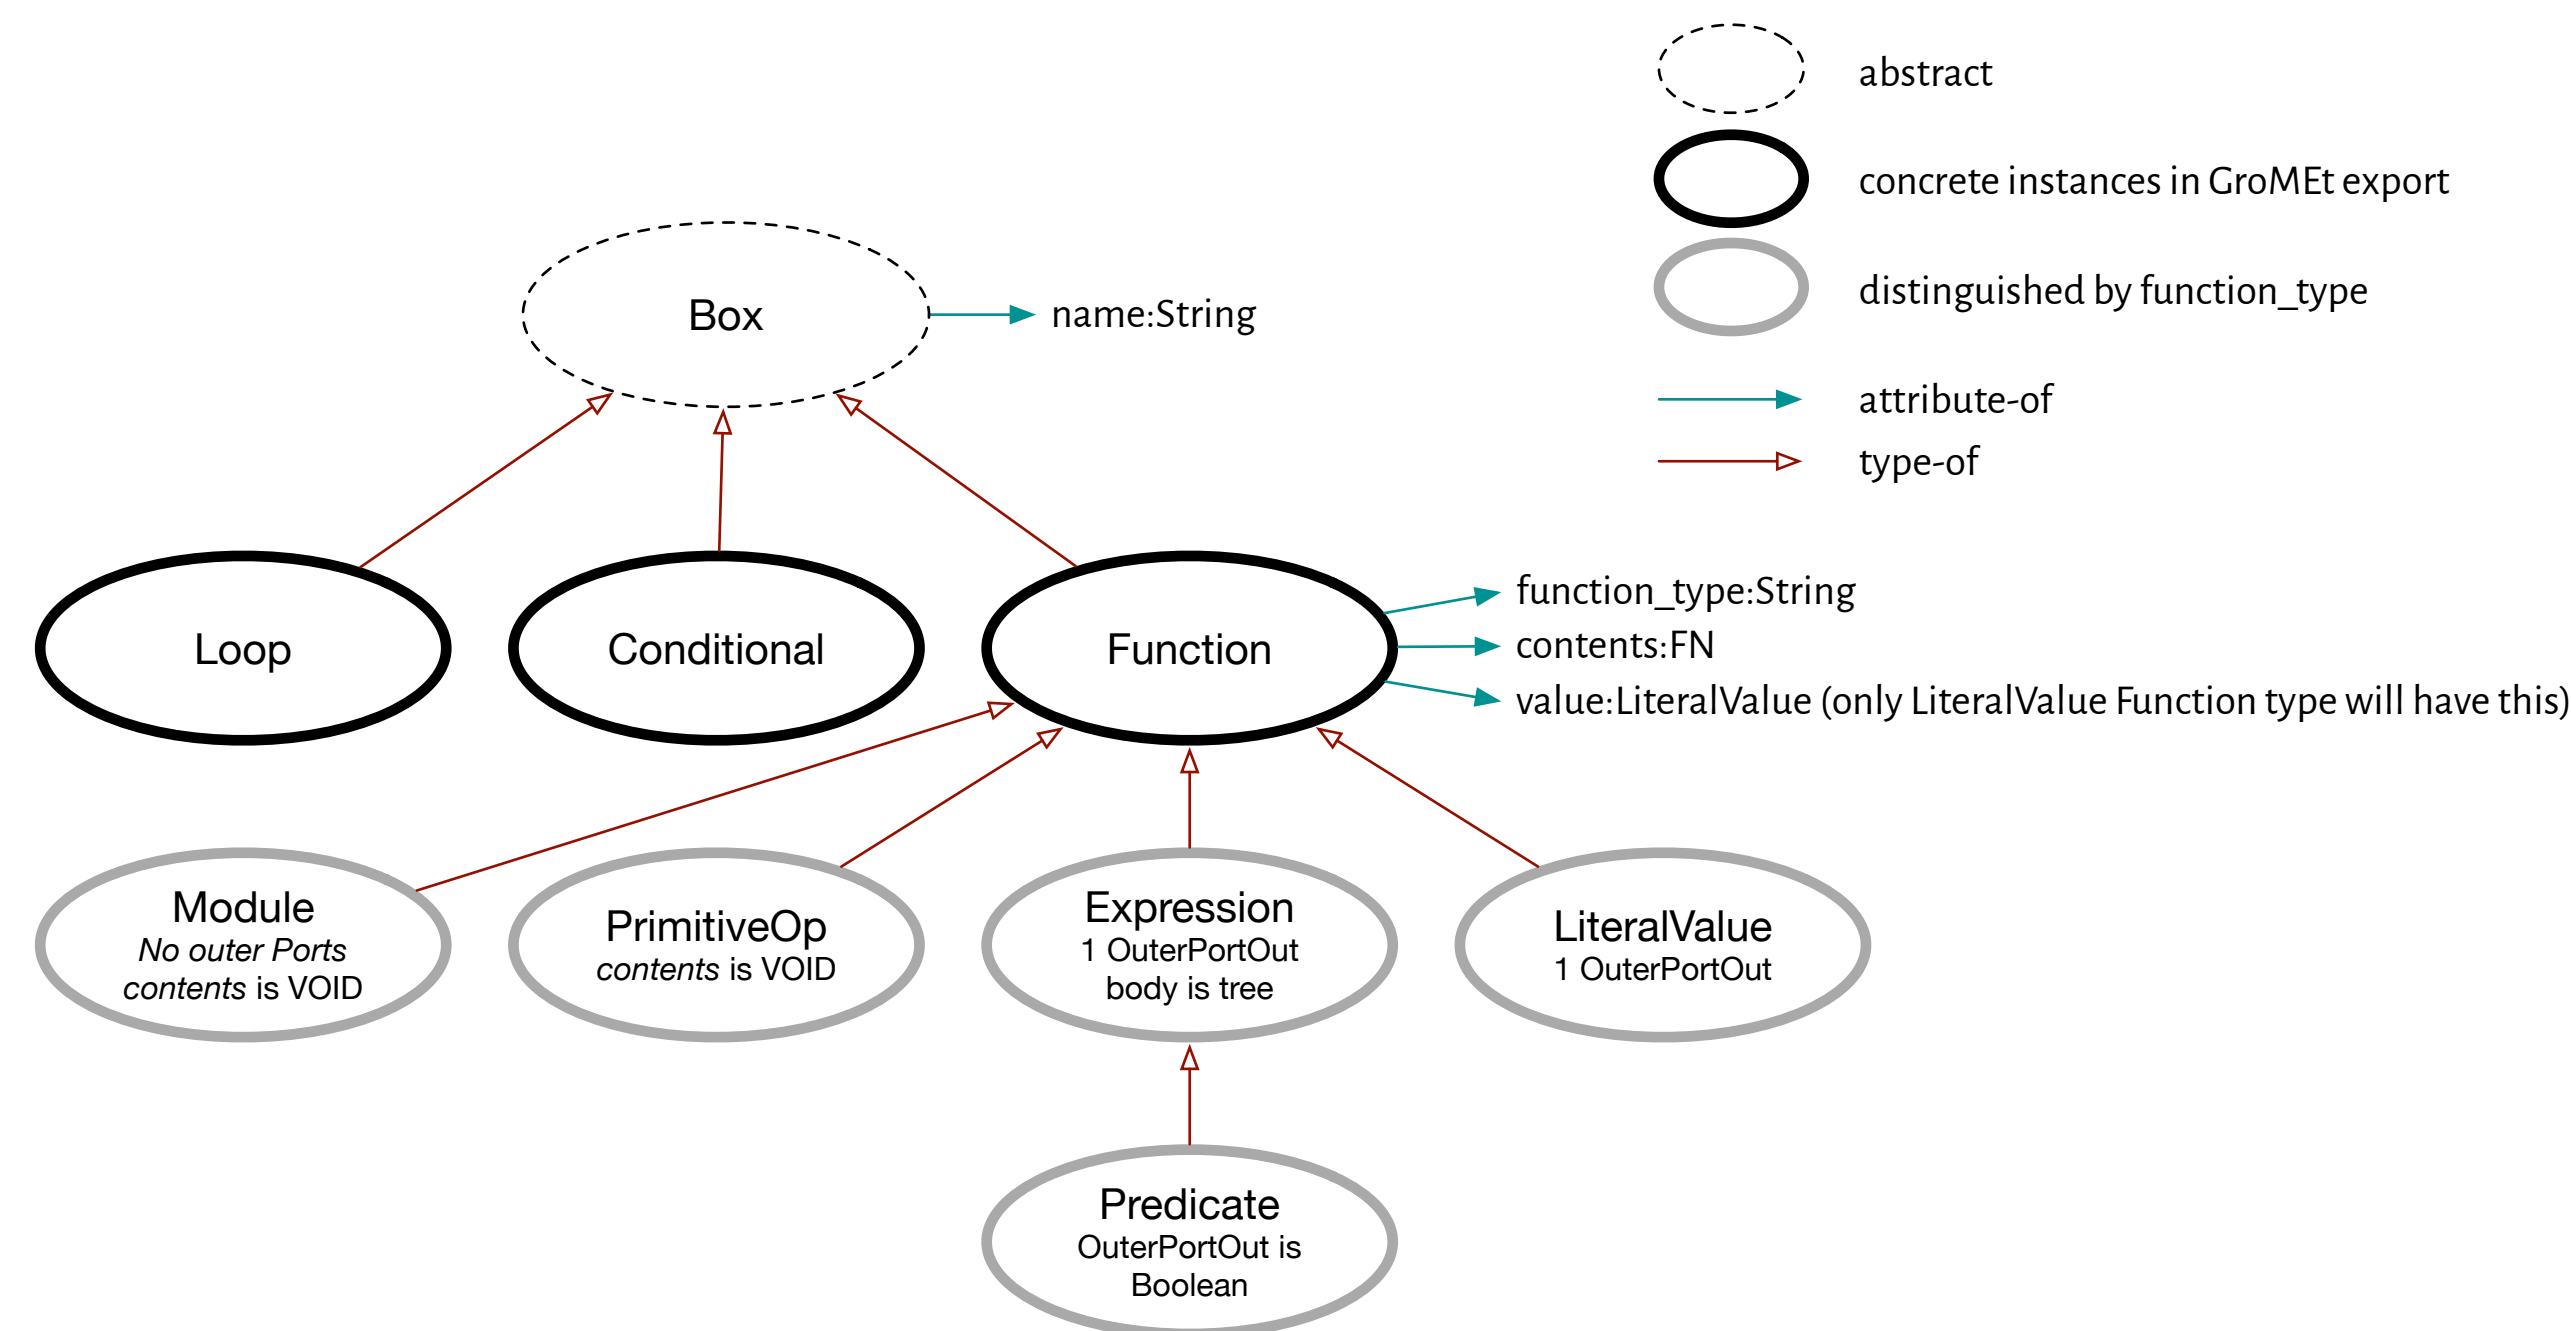 abstract
concrete instances in GroMEt export
distinguished by function_type
attribute-of
type-of
Box
name:String
Loop
Conditional
Function
function_type:String
contents:FN
value:LiteralValue (only LiteralValue Function type will have this)
Module
No outer Ports
contents is VOID
PrimitiveOp
contents is VOID
Expression
1 OuterPortOut
body is tree
LiteralValue
1 OuterPortOut
Predicate
OuterPortOut is
Boolean